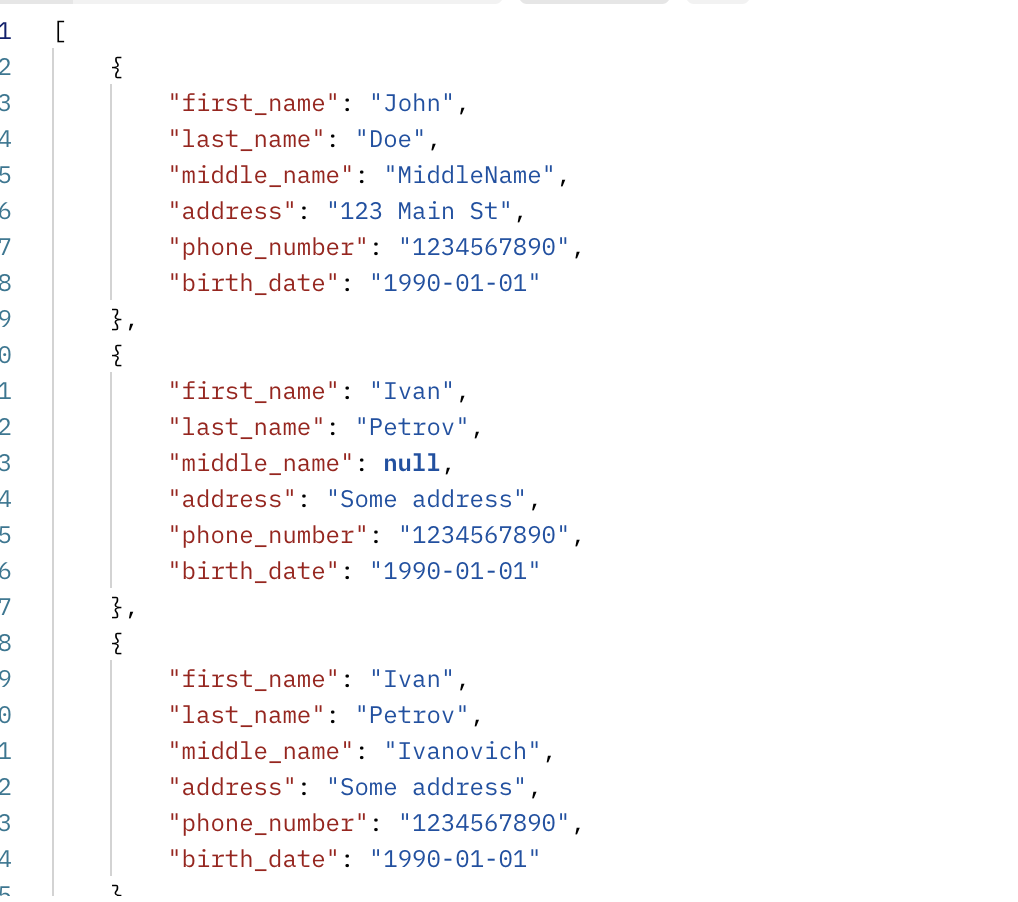 1 [
2 {
3 "first_name": "John",
4 "last_name": "Doe",
5 "middle_name": "MiddleName",
6 "address": "123 Main St",
7 "phone_number": "1234567890",
8 "birth_date": "1990-01-01"
9 },
0 {
1 "first_name": "Ivan",
2 "last_name": "Petrov",
3 "middle_name": null,
4 "address": "Some address",
5 "phone_number": "1234567890",
6 "birth_date": "1990-01-01"
7 },
8 {
9 "first_name": "Ivan",
0 "last_name": "Petrov",
1 "middle_name": "Ivanovich",
2 "address": "Some address",
3 "phone_number": "1234567890",
4 "birth_date": "1990-01-01"
5 }